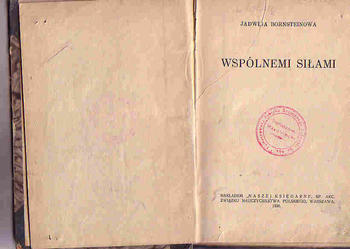 JADWIGA BORNSTEINOWA
WSPÓLNEMI SIŁAMI
NAKŁADEM „NASZEJ KSIĘGARNI", SP. AKC.
ZWIĄZKU NAUCZYCIELSTWA POLSKIEGO, WARSZAWA,